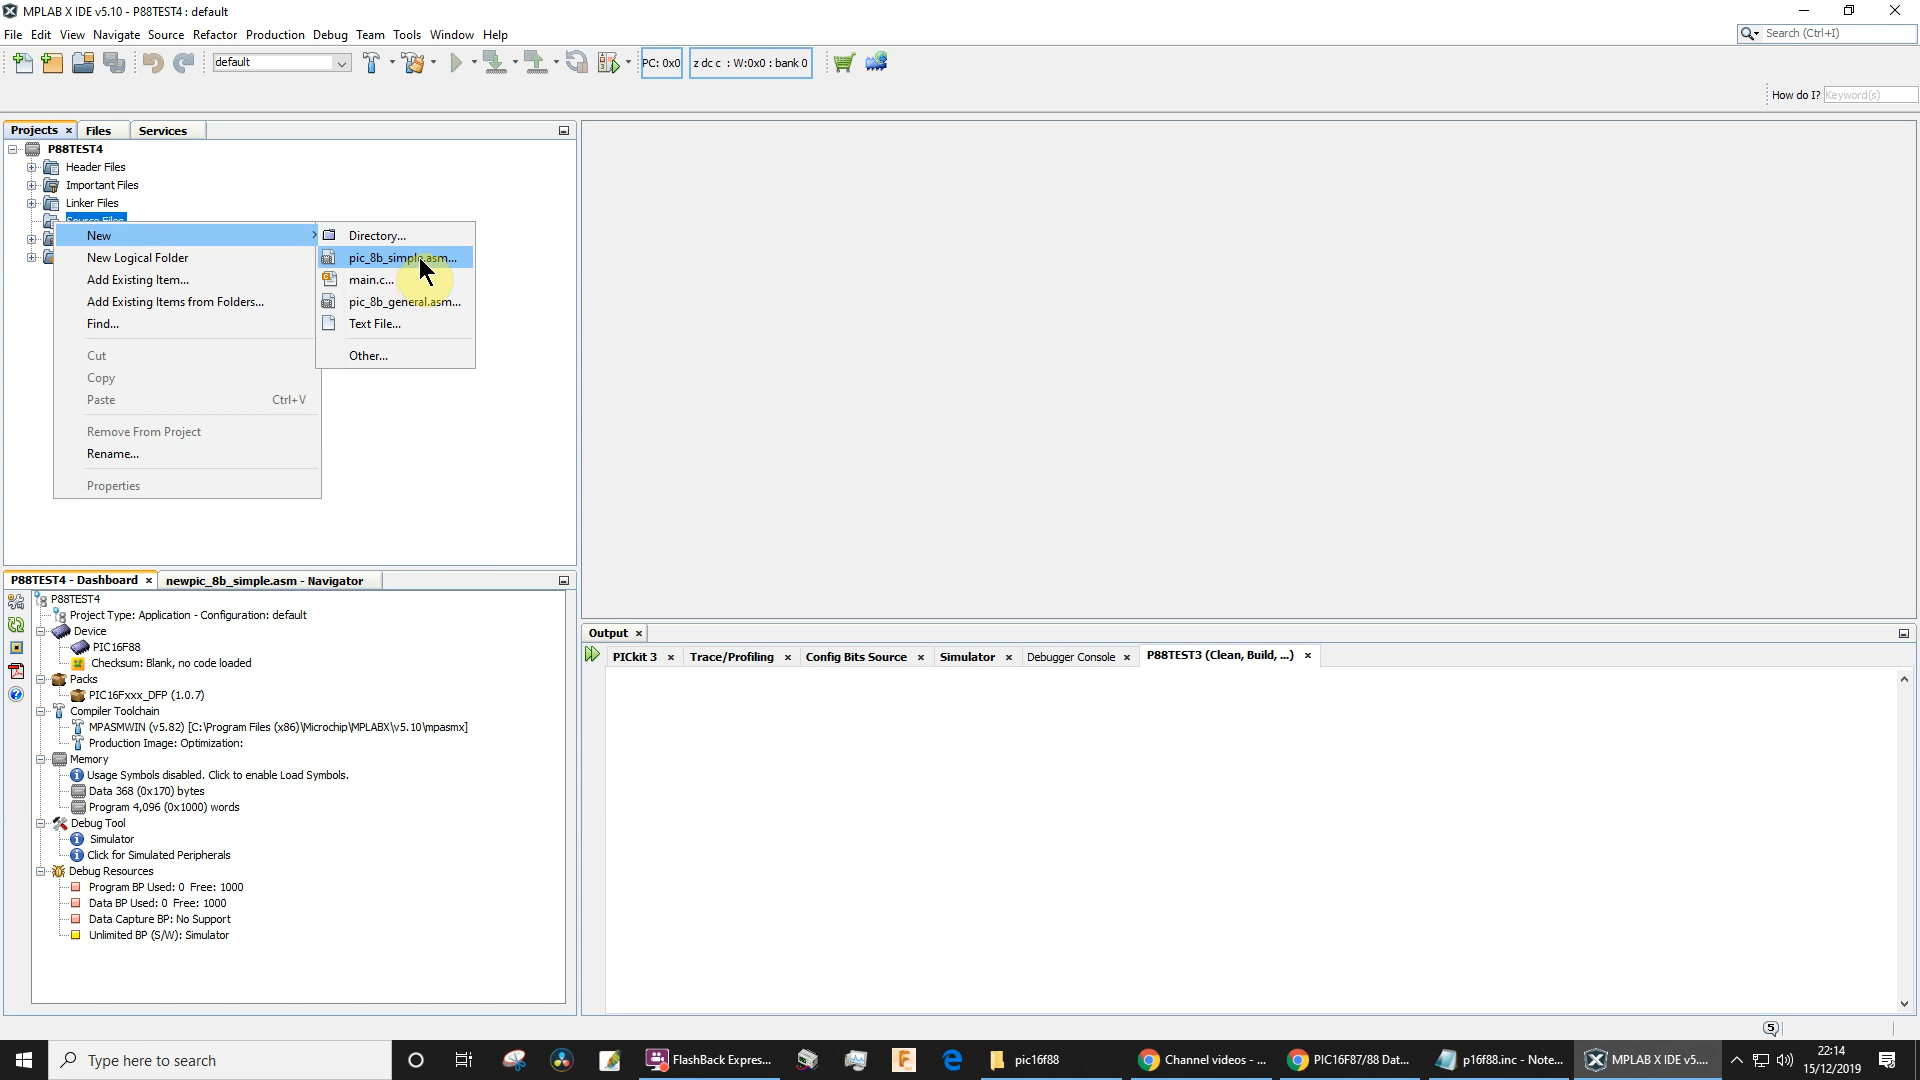 MPLAB X IDE v5.10 - P88TEST4 : default
File Edit View Navigate Source Refactor Production Debug Team Tools Window Help
Search (Ctrl+I)
default
PC: 0x0
z dc c : W:0x0 : bank 0
How do I? Keyword(s)
Projects Files Services
P88TEST4
Header Files
Important Files
Linker Files
Source Files
New
New Logical Folder
Add Existing Item...
Add Existing Items from Folders...
Find...
Cut
Copy
Paste Ctrl+V
Remove From Project
Rename...
Properties
Directory...
pic_8b_simple.asm...
main.c...
pic_8b_general.asm...
Text File...
Other...
P88TEST4 - Dashboard newpic_8b_simple.asm - Navigator
P88TEST4
Project Type: Application - Configuration: default
Device
PIC16F88
Checksum: Blank, no code loaded
Packs
PIC16Fxxx_DFP (1.0.7)
Compiler Toolchain
MPASMWIN (v5.82) [C:\Program Files (x86)\Microchip\MPLABX\v5.10\mpasmx]
Production Image: Optimization:
Memory
Usage Symbols disabled. Click to enable Load Symbols.
Data 368 (0x170) bytes
Program 4,096 (0x1000) words
Debug Tool
Simulator
Click for Simulated Peripherals
Debug Resources
Program BP Used: 0 Free: 1000
Data BP Used: 0 Free: 1000
Data Capture BP: No Support
Unlimited BP (S/W): Simulator
Output
PICkit 3 Trace/Profiling Config Bits Source Simulator Debugger Console P88TEST3 (Clean, Build, ...)
5
Type here to search
FlashBack Expres...
pic16f88
Channel videos - ...
PIC16F87/88 Dat...
p16f88.inc - Note...
MPLAB X IDE v5....
22:14
15/12/2019